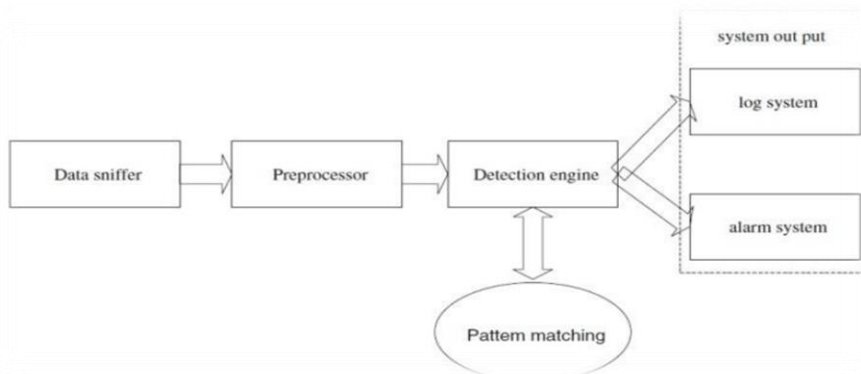 system out put
log system
Data sniffer
Preprocessor
Detection engine
alarm system
Pattem matching